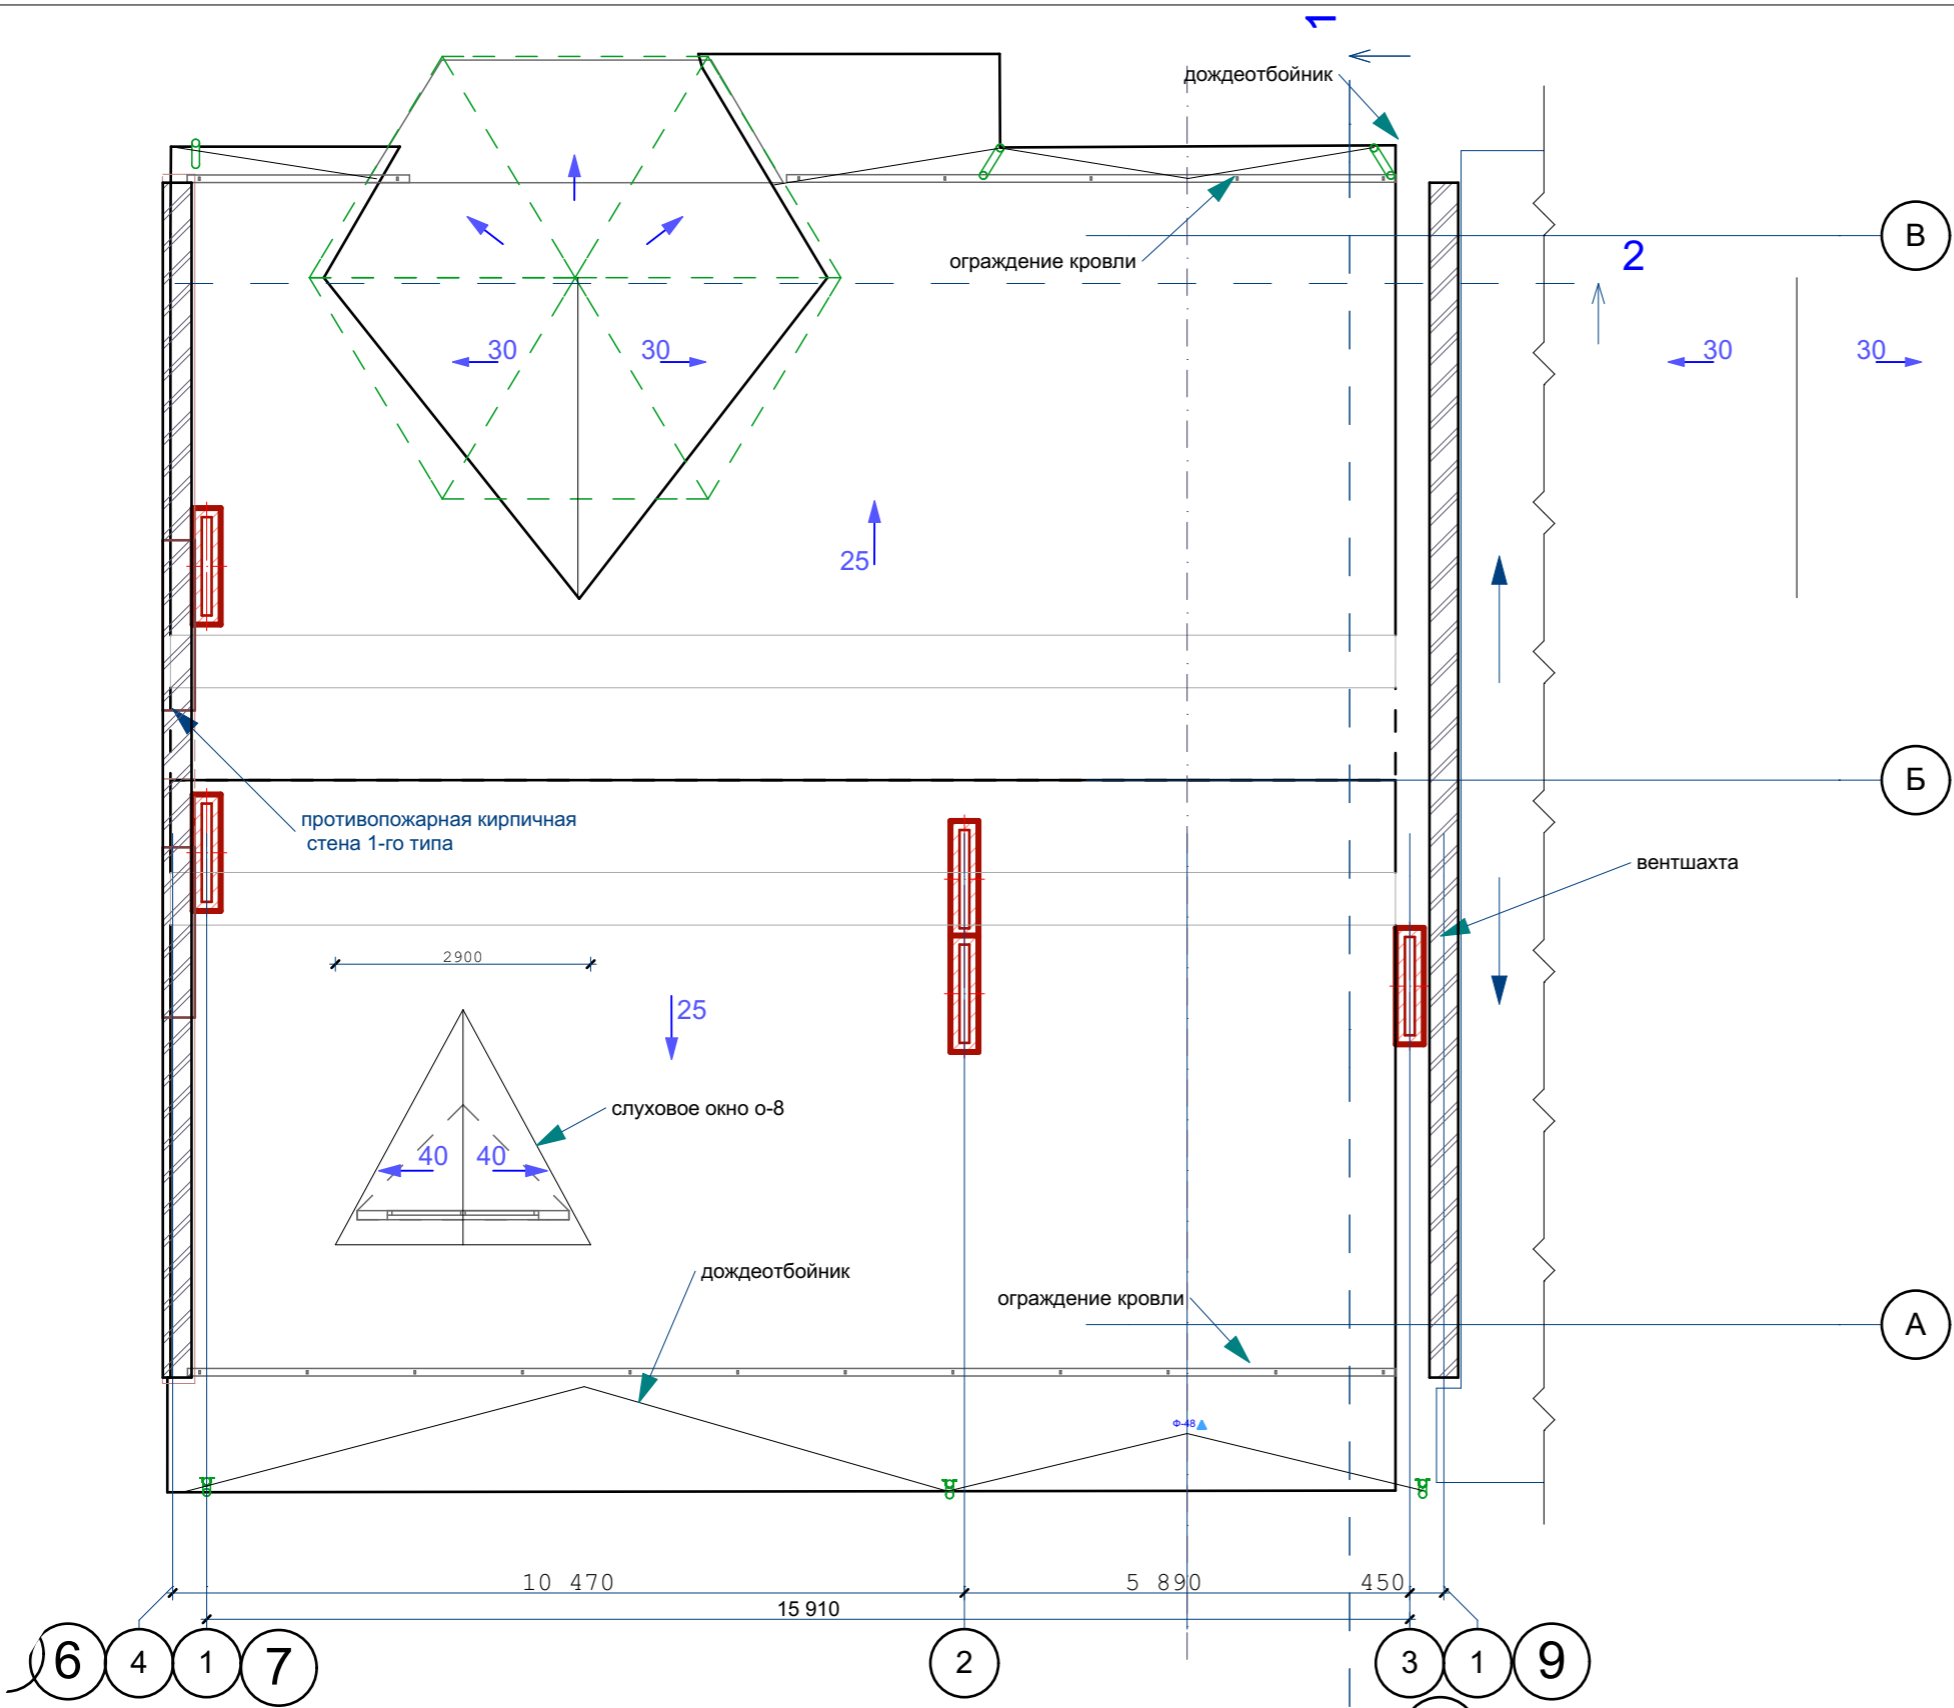 1
дождеотбойник
В
ограждение кровли
2
30
30
30
30
25
Б
противопожарная кирпичная
стена 1-го типа
вентшахта
2900
25
слуховое окно о-8
40
40
дождеотбойник
ограждение кровли
А
Ф-48
10 470
5 890
450
15 910
6
4
1
7
2
3
1
9